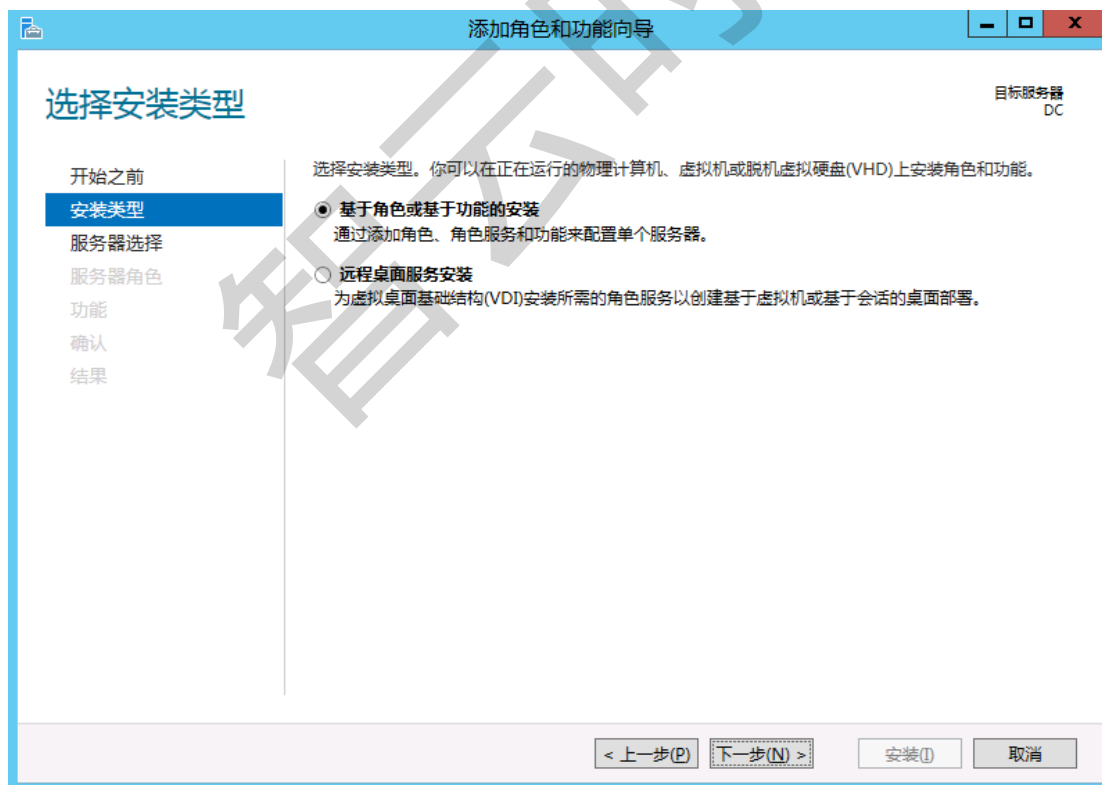 添加角色和功能向导
选择安装类型
目标服务器
DC
开始之前
安装类型
服务器选择
服务器角色
功能
确认
结果
选择安装类型。你可以在正在运行的物理计算机、虚拟机或脱机虚拟硬盘(VHD)上安装角色和功能。
基于角色或基于功能的安装
通过添加角色、角色服务和功能来配置单个服务器。
远程桌面服务安装
为虚拟桌面基础结构(VDI)安装所需的角色服务以创建基于虚拟机或基于会话的桌面部署。
< 上一步(P)
下一步(N) >
安装(I)
取消
智云